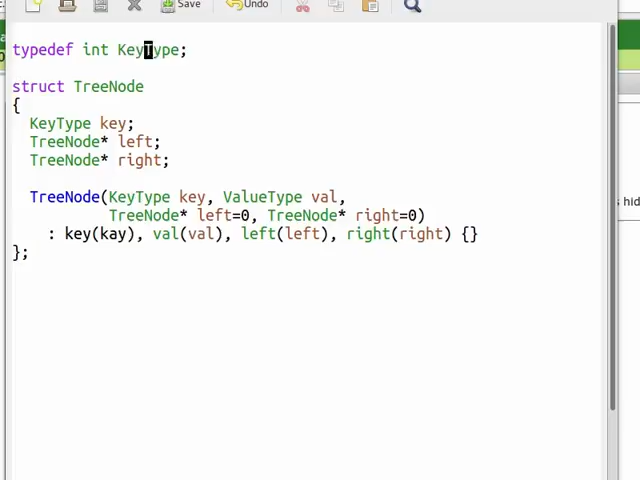 Save Undo
typedef int KeyType;
struct TreeNode
{
KeyType key;
TreeNode* left;
TreeNode* right;
TreeNode(KeyType key, ValueType val,
TreeNode* left=0, TreeNode* right=0)
: key(kay), val(val), left(left), right(right) {}
};
s hid